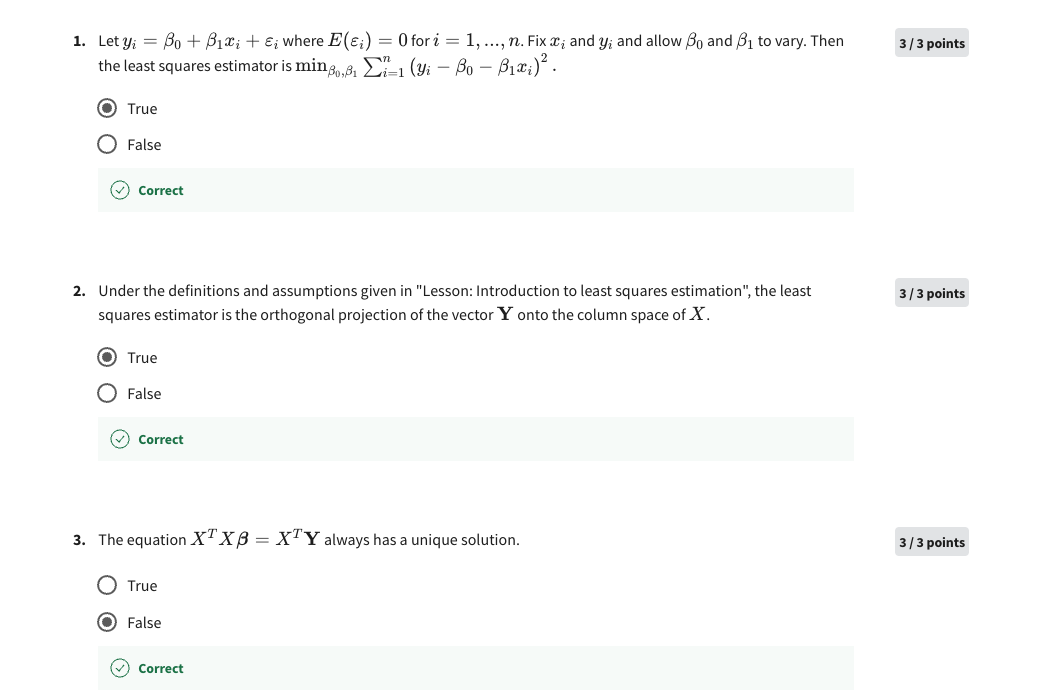 1. Let $y_i = \beta_0 + \beta_1 x_i + \varepsilon_i$ where $E(\varepsilon_i) = 0$ for $i = 1, ..., n$. Fix $x_i$ and $y_i$ and allow $\beta_0$ and $\beta_1$ to vary. Then
3 / 3 points
the least squares estimator is $\min_{\beta_0, \beta_1} \sum_{i=1}^{n} (y_i - \beta_0 - \beta_1 x_i)^2$ .
True
False
Correct
2. Under the definitions and assumptions given in "Lesson: Introduction to least squares estimation", the least
3 / 3 points
squares estimator is the orthogonal projection of the vector $\mathbf{Y}$ onto the column space of $X$.
True
False
Correct
3. The equation $X^T X \boldsymbol{\beta} = X^T \mathbf{Y}$ always has a unique solution.
3 / 3 points
True
False
Correct